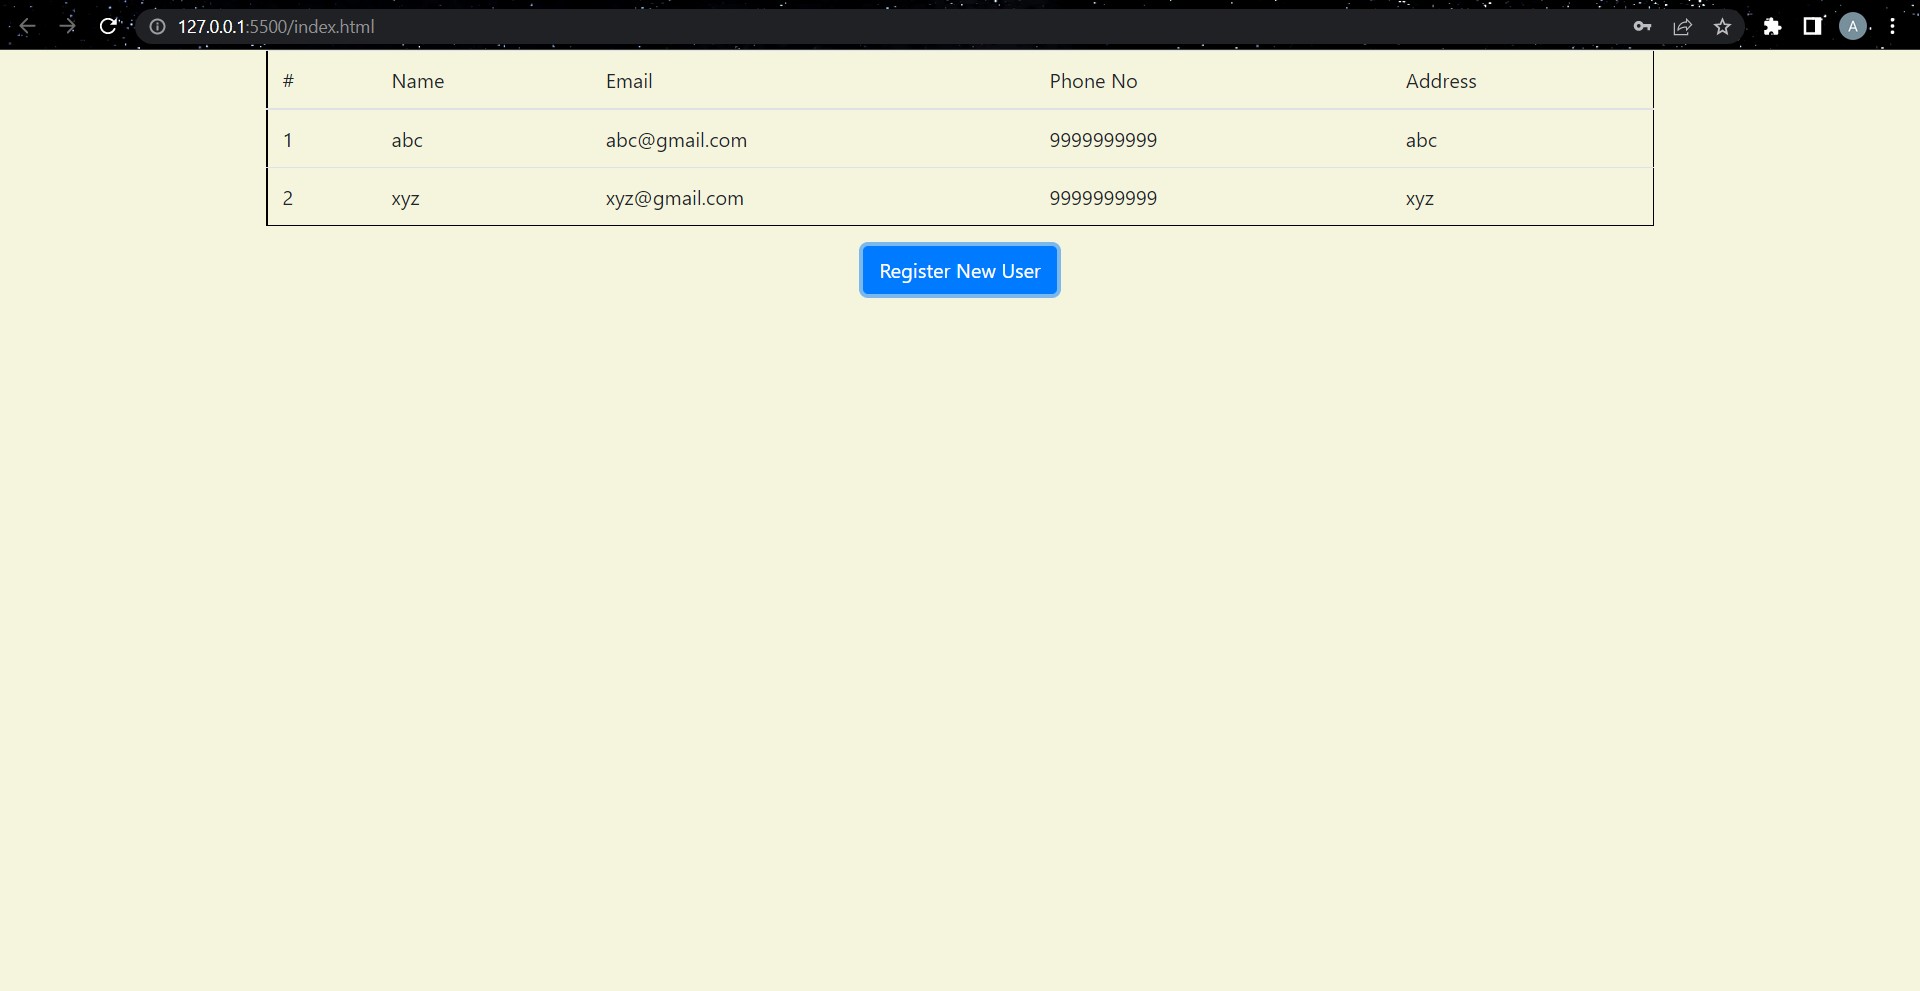 127.0.0.1:5500/index.html
A
# Name Email Phone No Address
1 abc abc@gmail.com 9999999999 abc
2 xyz xyz@gmail.com 9999999999 xyz
Register New User